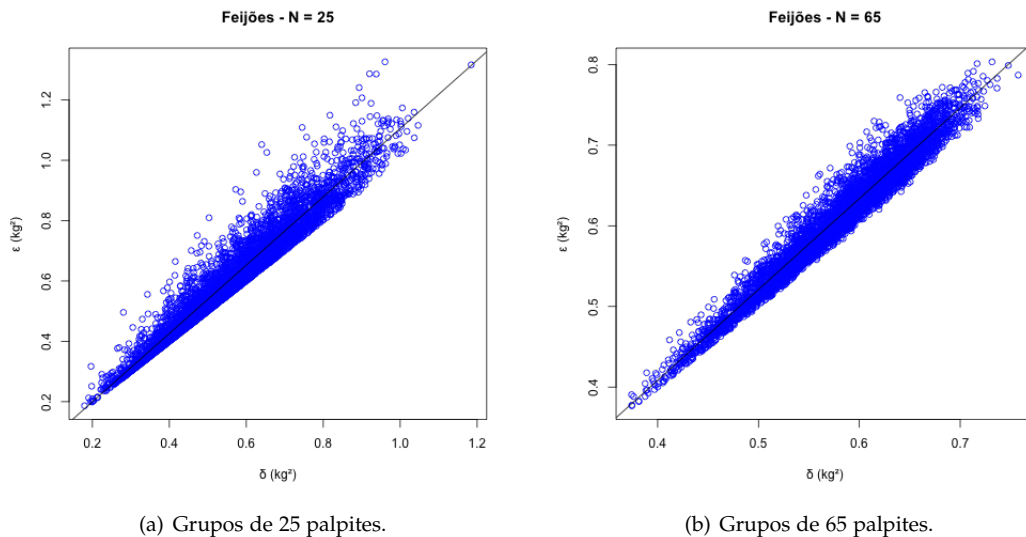 Feijões - N = 25
ε (kg²)
1.2
1.0
0.8
0.6
0.4
0.2
0.2 0.4 0.6 0.8 1.0 1.2
δ (kg²)
(a) Grupos de 25 palpites.
Feijões - N = 65
ε (kg²)
0.8
0.7
0.6
0.5
0.4
0.4 0.5 0.6 0.7
δ (kg²)
(b) Grupos de 65 palpites.